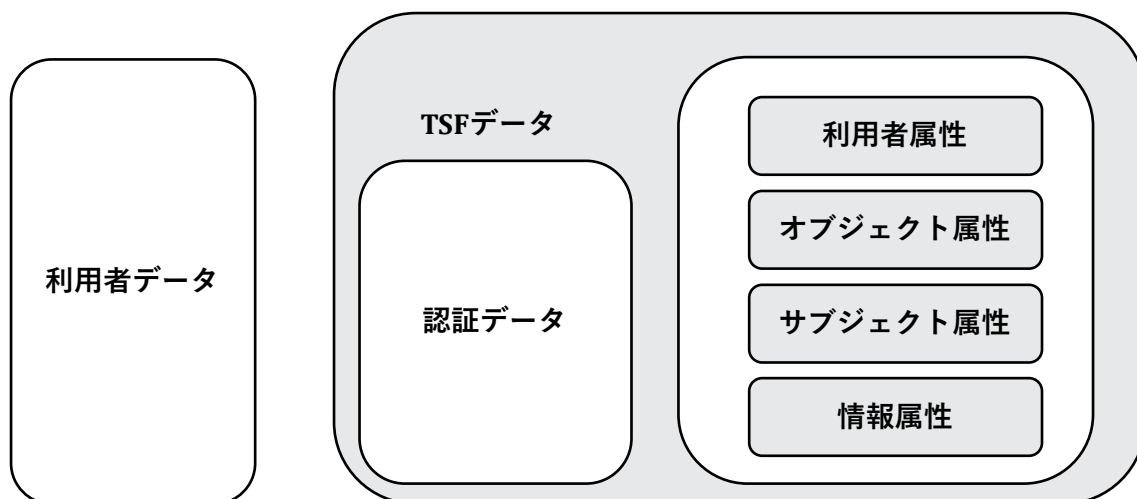 利用者データ
TSFデータ
認証データ
利用者属性
オブジェクト属性
サブジェクト属性
情報属性